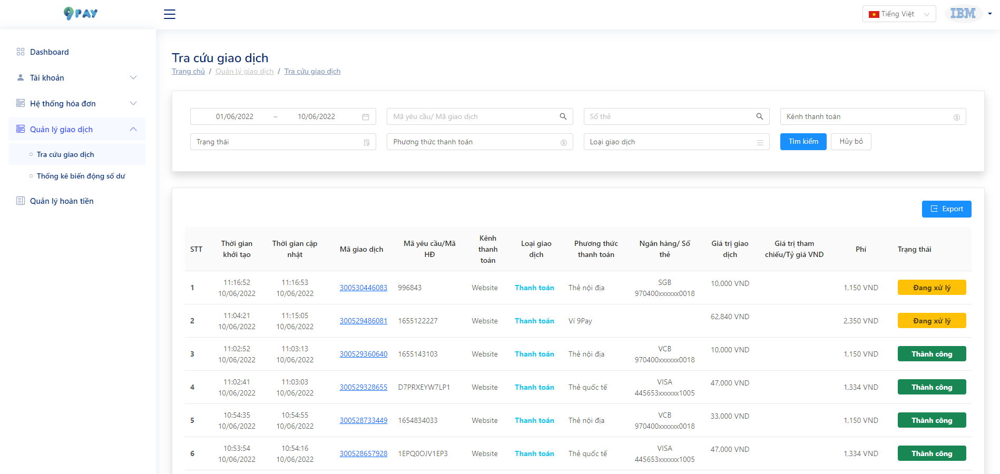 9PAY
Tiếng Việt
IBM
Dashboard
Tài khoản
Hệ thống hóa đơn
Quản lý giao dịch
Tra cứu giao dịch
Thống kê biến động số dư
Quản lý hoàn tiền
Tra cứu giao dịch
Trang chủ / Quản lý giao dịch / Tra cứu giao dịch
01/06/2022 ~ 10/06/2022 Mã yêu cầu/ Mã giao dịch Số thẻ Kênh thanh toán
Trạng thái Phương thức thanh toán Loại giao dịch Tìm kiếm Hủy bỏ
Export
STT Thời gian khởi tạo Thời gian cập nhật Mã giao dịch Mã yêu cầu/Mã HĐ Kênh thanh toán Loại giao dịch Phương thức thanh toán Ngân hàng/ Số thẻ Giá trị giao dịch Giá trị tham chiếu/Tỷ giá VND Phí Trạng thái
1 11:16:52 10/06/2022 11:16:53 10/06/2022 300530446083 996843 Website Thanh toán Thẻ nội địa SGB 970400xxxxxx0018 10,000 VND 1,150 VND Đang xử lý
2 11:04:21 10/06/2022 11:15:05 10/06/2022 300529486081 1655122227 Website Thanh toán Ví 9Pay 62,840 VND 2,350 VND Đang xử lý
3 11:02:52 10/06/2022 11:03:13 10/06/2022 300529360640 1655143103 Website Thanh toán Thẻ nội địa VCB 970400xxxxxx0018 10,000 VND 1,150 VND Thành công
4 11:02:41 10/06/2022 11:03:03 10/06/2022 300529328655 D7PRXEYW7LP1 Website Thanh toán Thẻ quốc tế VISA 445653xxxxxx1005 47,000 VND 1,334 VND Thành công
5 10:54:35 10/06/2022 10:54:55 10/06/2022 300528733449 1654834033 Website Thanh toán Thẻ nội địa VCB 970400xxxxxx0018 33,000 VND 1,150 VND Thành công
6 10:53:54 10/06/2022 10:54:16 10/06/2022 300528657928 1EPQ0OJV1EP3 Website Thanh toán Thẻ quốc tế VISA 445653xxxxxx1005 47,000 VND 1,334 VND Thành công